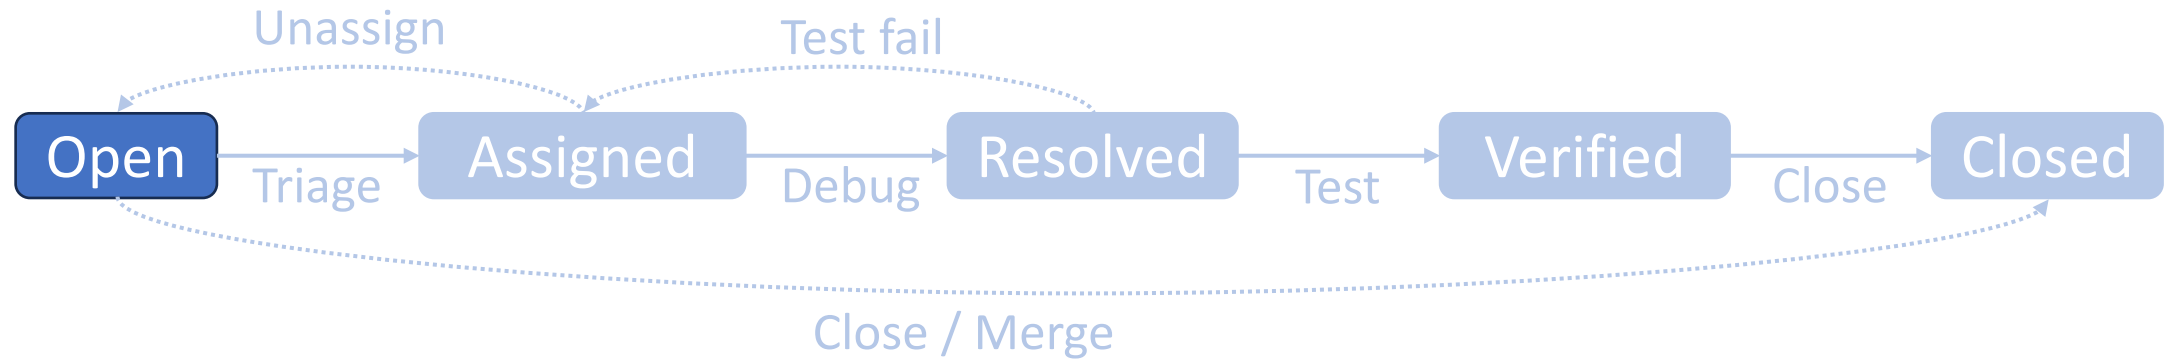 Unassign
Test fail
Open
Assigned
Resolved
Verified
Closed
Triage
Debug
Test
Close
Close / Merge